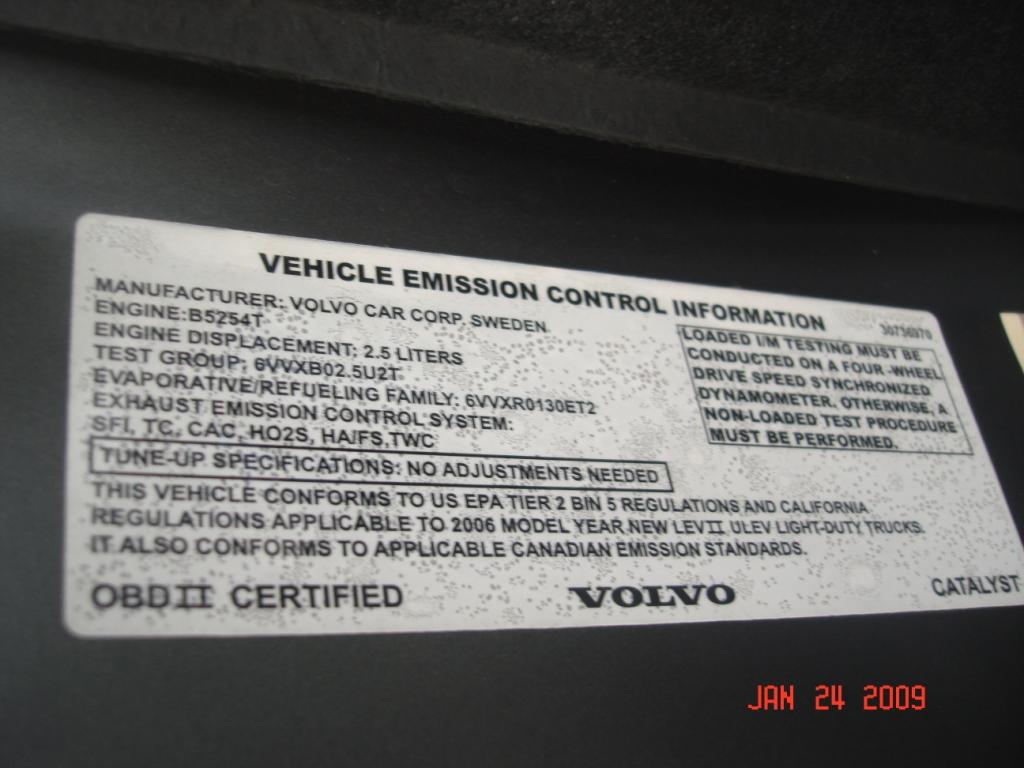 VEHICLE EMISSION CONTROL INFORMATION
MANUFACTURER: VOLVO CAR CORP. SWEDEN
ENGINE:B5254T
ENGINE DISPLACEMENT: 2.5 LITERS
TEST GROUP: 6VVXB02.5U2T
EVAPORATIVE/REFUELING FAMILY: 6VVXR0130ET2
EXHAUST EMISSION CONTROL SYSTEM:
SFI, TC, CAC, HO2S, HAIFS,TWC
TUNE-UP SPECIFICATIONS: NO ADJUSTMENTS NEEDED
30756970
LOADED I/M TESTING MUST BE
CONDUCTED ON A FOUR-WHEEL
DRIVE SPEED SYNCHRONIZED
DYNAMOMETER. OTHERWISE, A
NON-LOADED TEST PROCEDURE
MUST BE PERFORMED.
THIS VEHICLE CONFORMS TO US EPA TIER 2 BIN 5 REGULATIONS AND CALIFORNIA
REGULATIONS APPLICABLE TO 2006 MODEL YEAR NEW LEVII ULEV LIGHT-DUTY TRUCKS.
IT ALSO CONFORMS TO APPLICABLE CANADIAN EMISSION STANDARDS.
OBDII CERTIFIED
VOLVO
CATALYST
JAN 24 2009